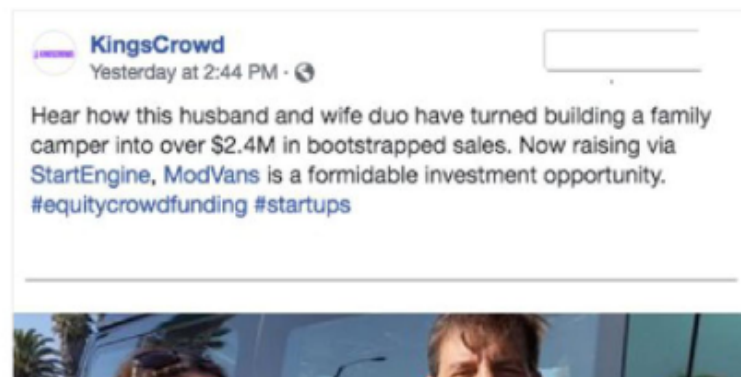 KingsCrowd
Yesterday at 2:44 PM ·
Hear how this husband and wife duo have turned building a family
camper into over $2.4M in bootstrapped sales. Now raising via
StartEngine, ModVans is a formidable investment opportunity.
#equitycrowdfunding #startups